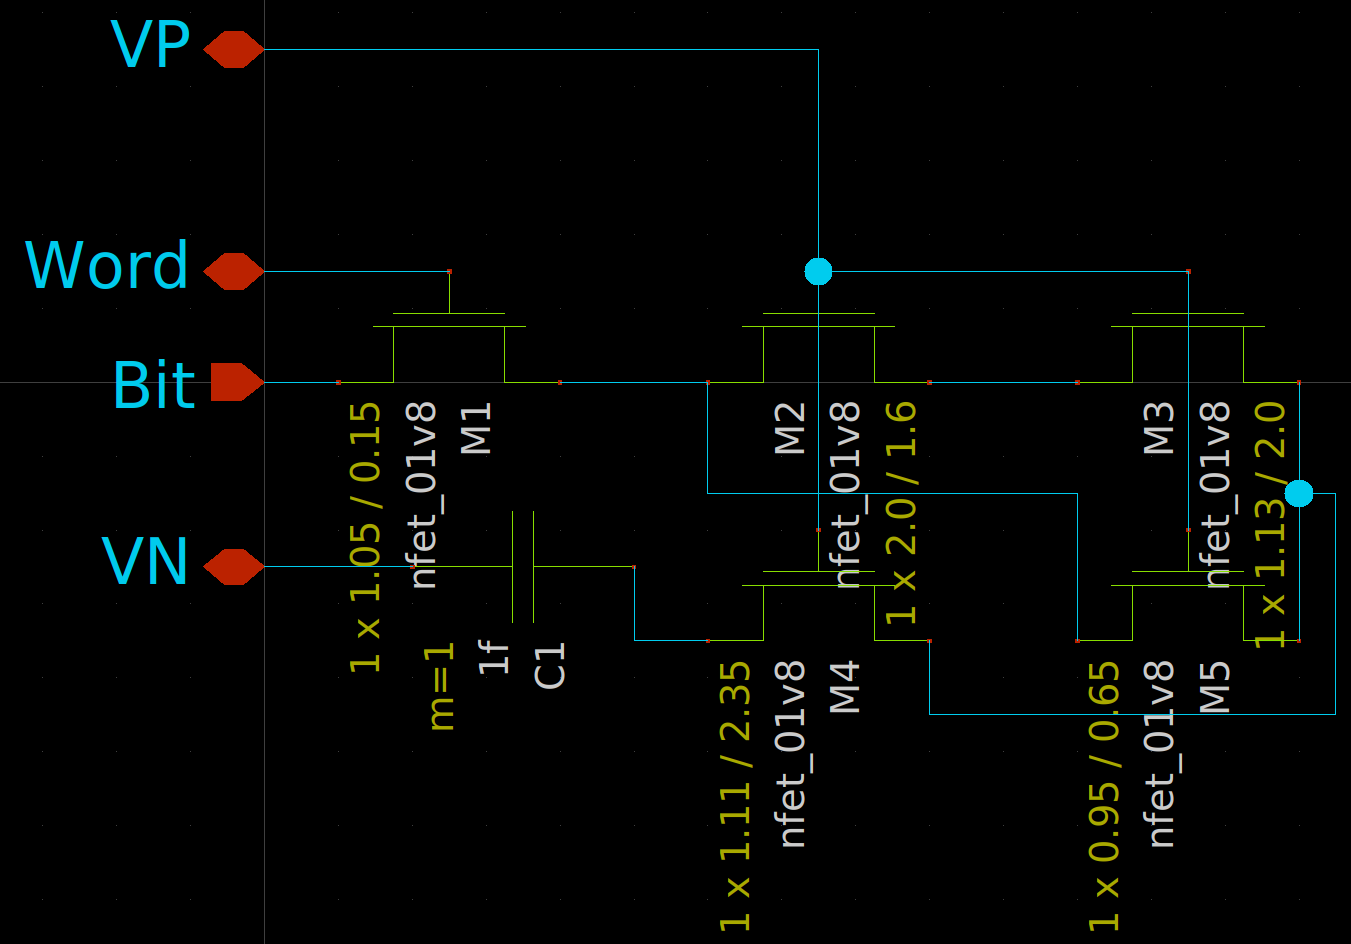 VP
Word
Bit
VN
1 x 1.05 / 0.15
nfet_01v8
M1
m=1
1f
C1
M2
nfet_01v8
1 x 2.0 / 1.6
M3
nfet_01v8
1 x 1.13 / 2.0
1 x 1.11 / 2.35
nfet_01v8
M4
1 x 0.95 / 0.65
nfet_01v8
M5